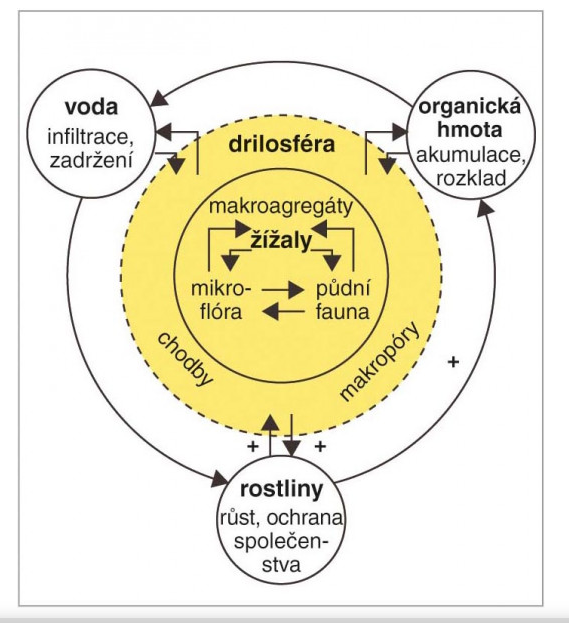 voda
infiltrace,
zadržení
organická
hmota
akumulace,
rozklad
drilosféra
makroagregáty
žížaly
mikro-
flóra
půdní
fauna
chodby
makropóry
+
+
+
rostliny
růst, ochrana
společen-
stva